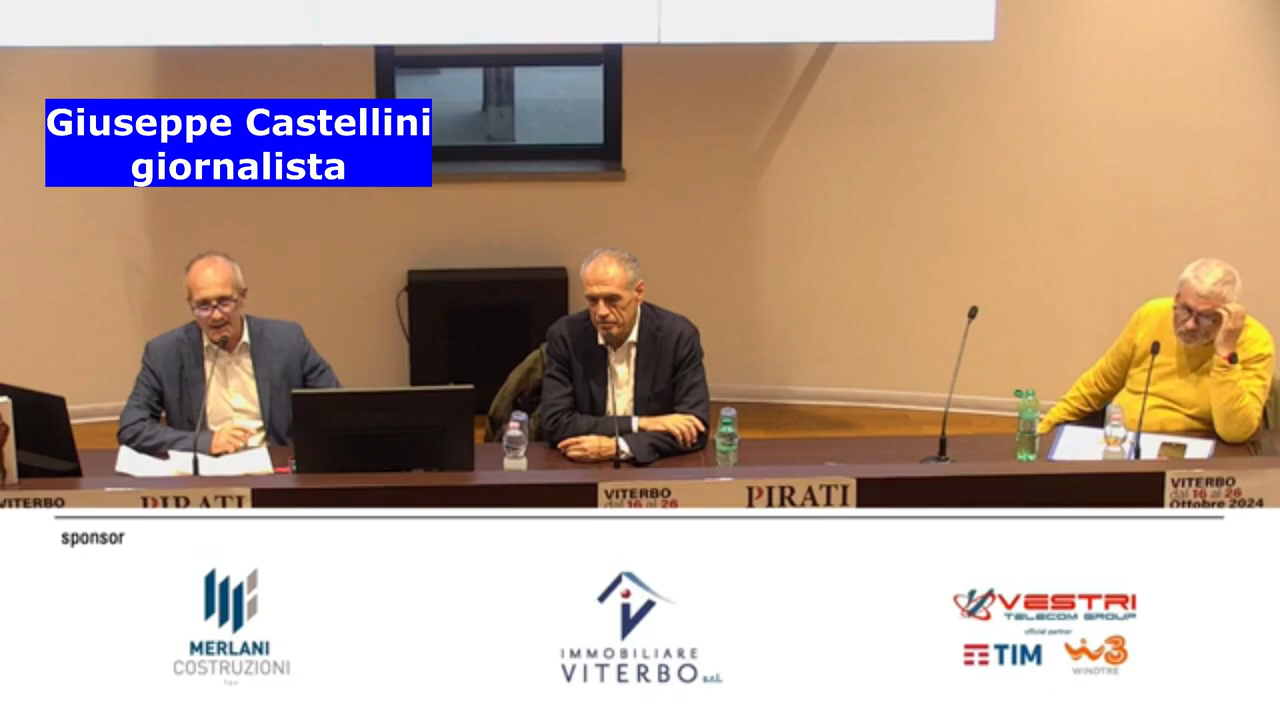 Giuseppe Castellini
giornalista
VITERBO
PIRATI
VITERBO
dal 16 al 26
PIRATI
VITERBO
dal 16 al 26
Ottobre 2024
sponsor
MERLANI
COSTRUZIONI
IMMOBILIARE
VITERBO s.r.l.
VESTRI
TELECOM GROUP
official partner
TIM
W3
WINDTRE